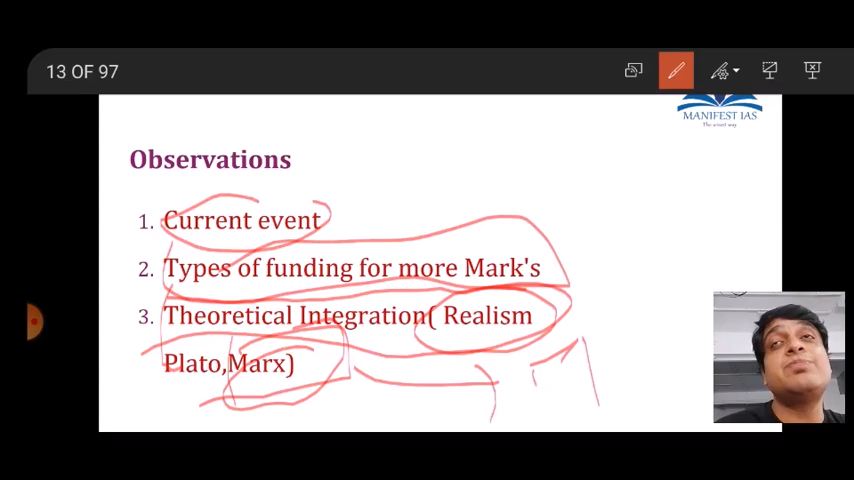 13 OF 97
MANIFEST IAS
Observations
1. Current event
2. Types of funding for more Mark's
3. Theoretical Integration( Realism
Plato,Marx)